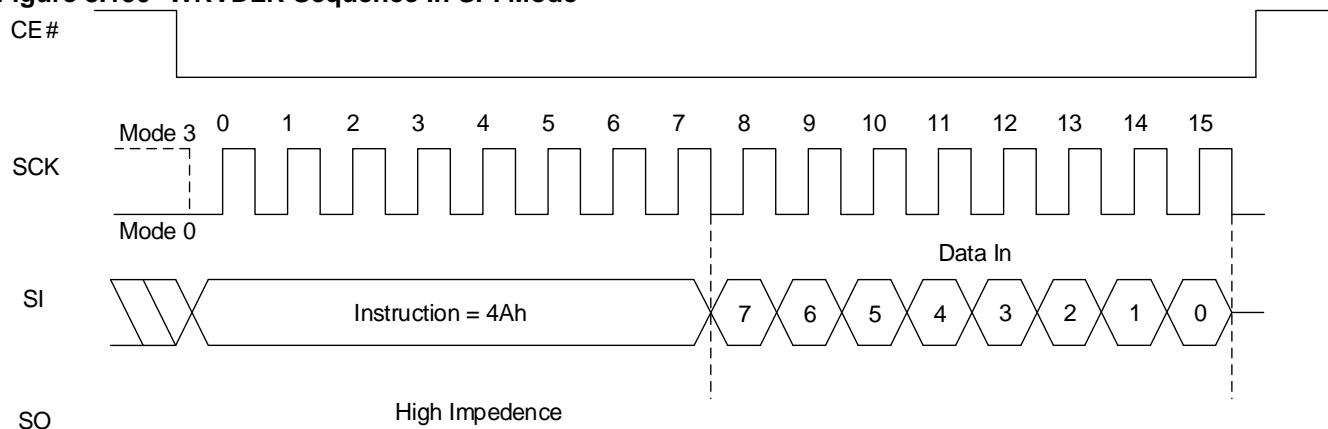 CE#
0 1 2 3 4 5 6 7 8 9 10 11 12 13 14 15
Mode 3
SCK
Mode 0
Data In
SI
Instruction = 4Ah
7 6 5 4 3 2 1 0
High Impedence
SO